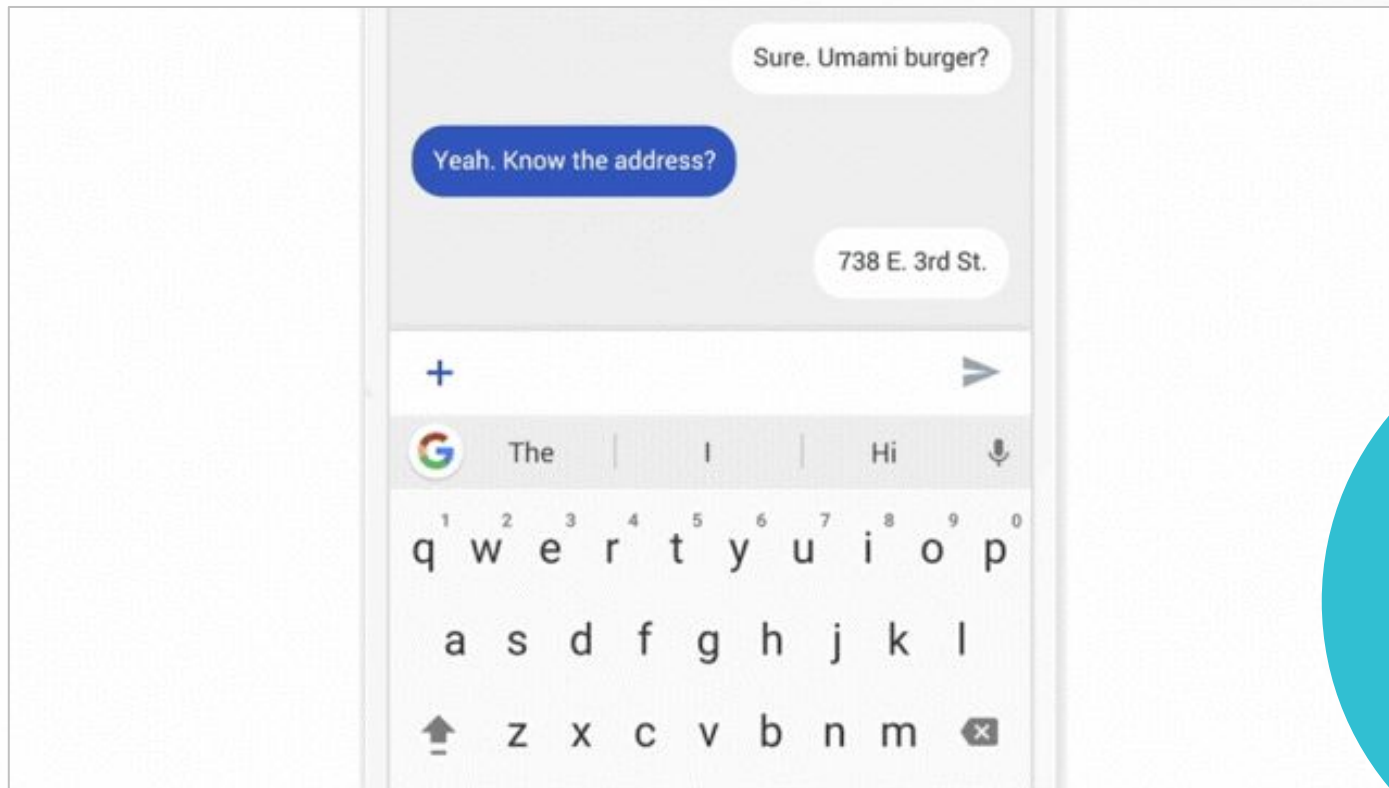 Sure. Umami burger?
Yeah. Know the address?
738 E. 3rd St.
G The I Hi
1 2 3 4 5 6 7 8 9 0
q w e r t y u i o p
a s d f g h j k l
z x c v b n m